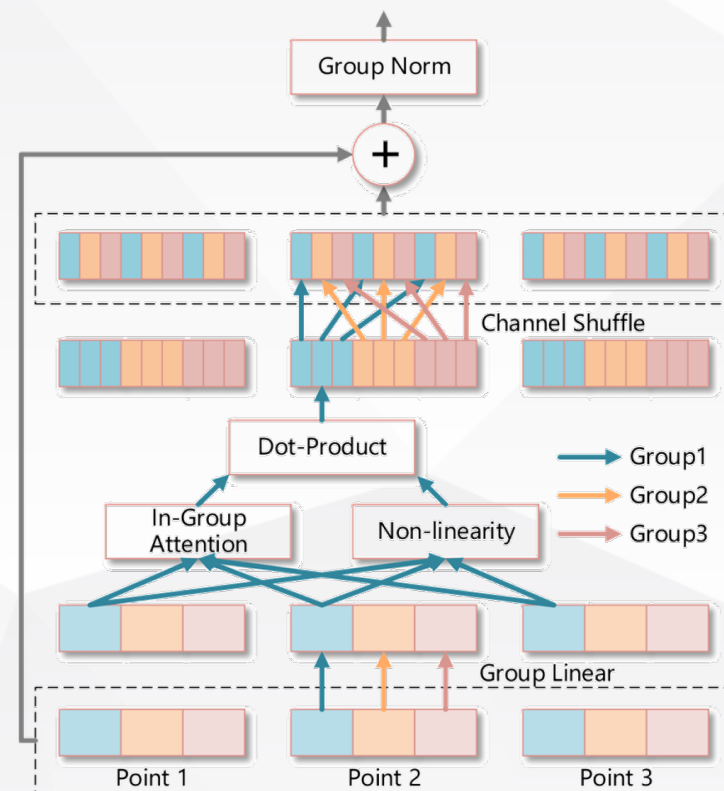 Group Norm
+
Channel Shuffle
Dot-Product
Group1
Group2
Group3
In-Group
Attention
Non-linearity
Group Linear
Point 1
Point 2
Point 3